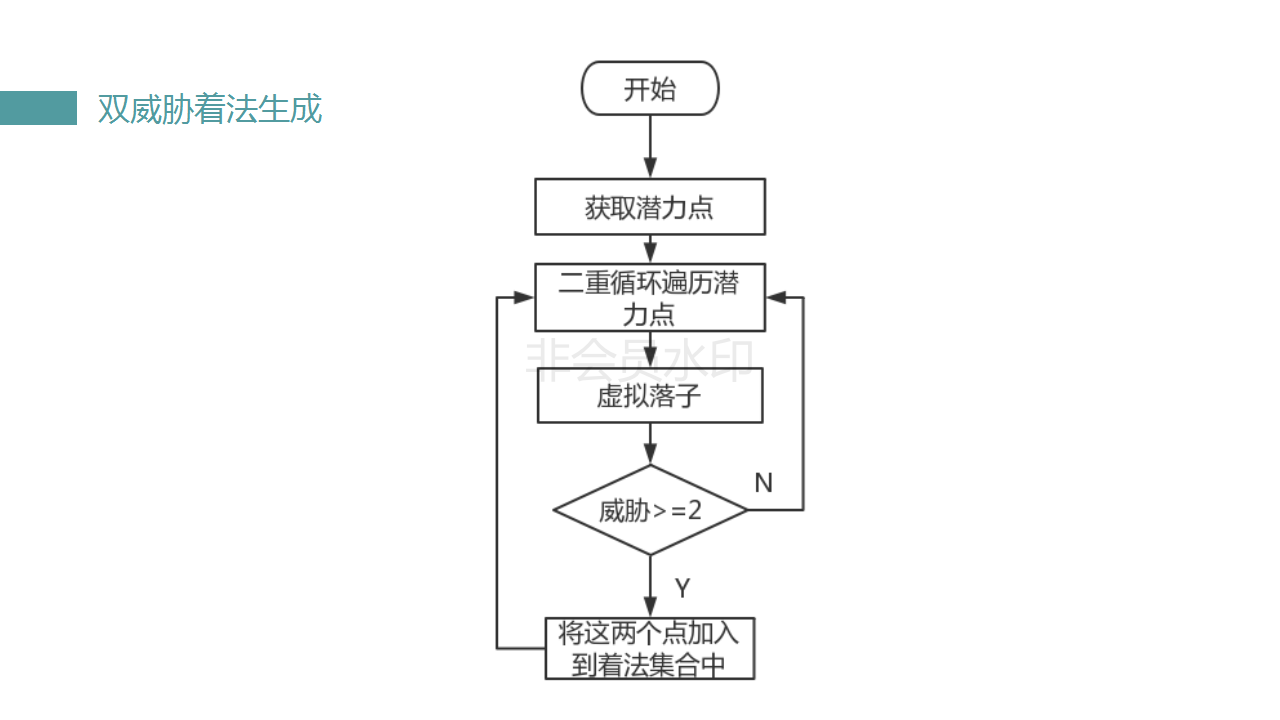 双威胁着法生成
开始
获取潜力点
二重循环遍历潜
力点
非会员水印
虚拟落子
威胁>=2
N
Y
将这两个点加入
到着法集合中